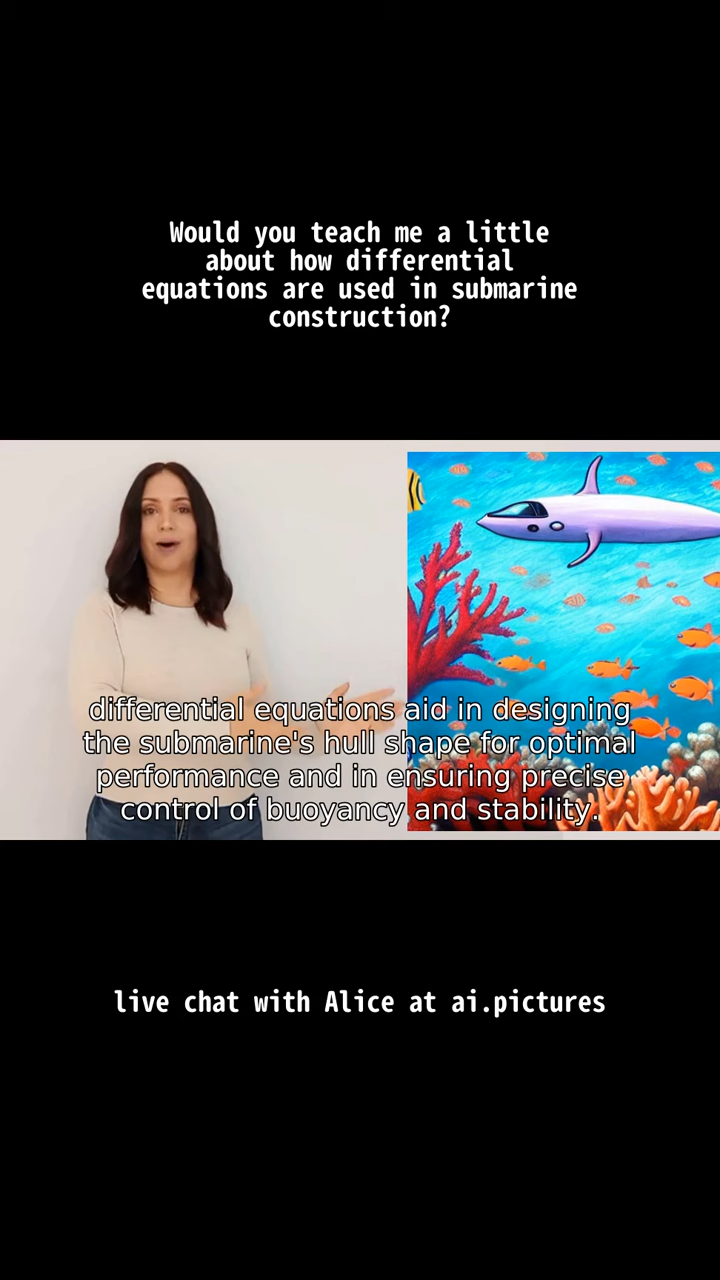 Would you teach me a little
about how differential
equations are used in submarine
construction?
differential equations aid in designing
the submarine's hull shape for optimal
performance and in ensuring precise
control of buoyancy and stability.
live chat with Alice at ai.pictures